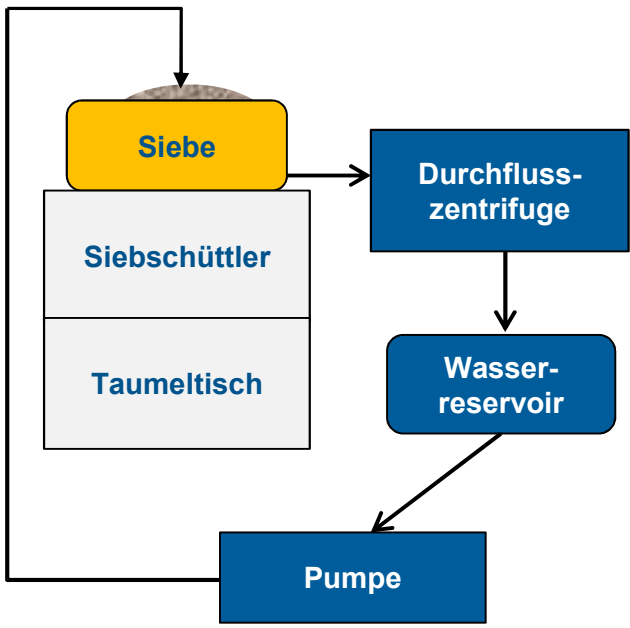 Siebe
Durchfluss-
zentrifuge
Siebschüttler
Taumeltisch
Wasser-
reservoir
Pumpe